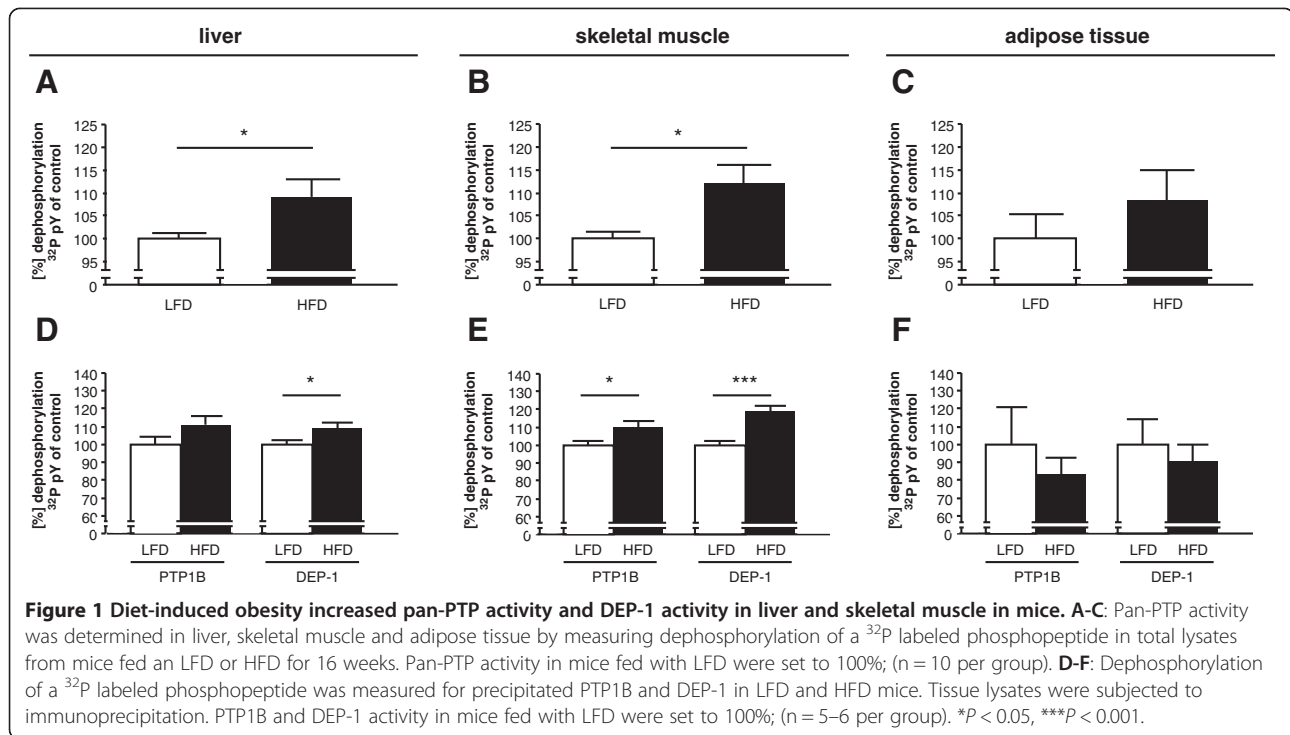 liver
skeletal muscle
adipose tissue
A
B
C
[%] dephosphorylation
³²P pY of control
125
120
115
110
105
100
95
0
*
LFD
HFD
[%] dephosphorylation
³²P pY of control
125
120
115
110
105
100
95
0
*
LFD
HFD
[%] dephosphorylation
³²P pY of control
125
120
115
110
105
100
95
0
LFD
HFD
D
E
F
[%] dephosphorylation
³²P pY of control
140
130
120
110
100
90
80
70
60
0
*
LFD HFD LFD HFD
PTP1B DEP-1
[%] dephosphorylation
³²P pY of control
140
130
120
110
100
90
80
70
60
0
* ***
LFD HFD LFD HFD
PTP1B DEP-1
[%] dephosphorylation
³²P pY of control
140
130
120
110
100
90
80
70
60
0
LFD HFD LFD HFD
PTP1B DEP-1
Figure 1 Diet-induced obesity increased pan-PTP activity and DEP-1 activity in liver and skeletal muscle in mice. A-C: Pan-PTP activity
was determined in liver, skeletal muscle and adipose tissue by measuring dephosphorylation of a ³²P labeled phosphopeptide in total lysates
from mice fed an LFD or HFD for 16 weeks. Pan-PTP activity in mice fed with LFD were set to 100%; (n = 10 per group). D-F: Dephosphorylation
of a ³²P labeled phosphopeptide was measured for precipitated PTP1B and DEP-1 in LFD and HFD mice. Tissue lysates were subjected to
immunoprecipitation. PTP1B and DEP-1 activity in mice fed with LFD were set to 100%; (n = 5–6 per group). *P < 0.05, ***P < 0.001.